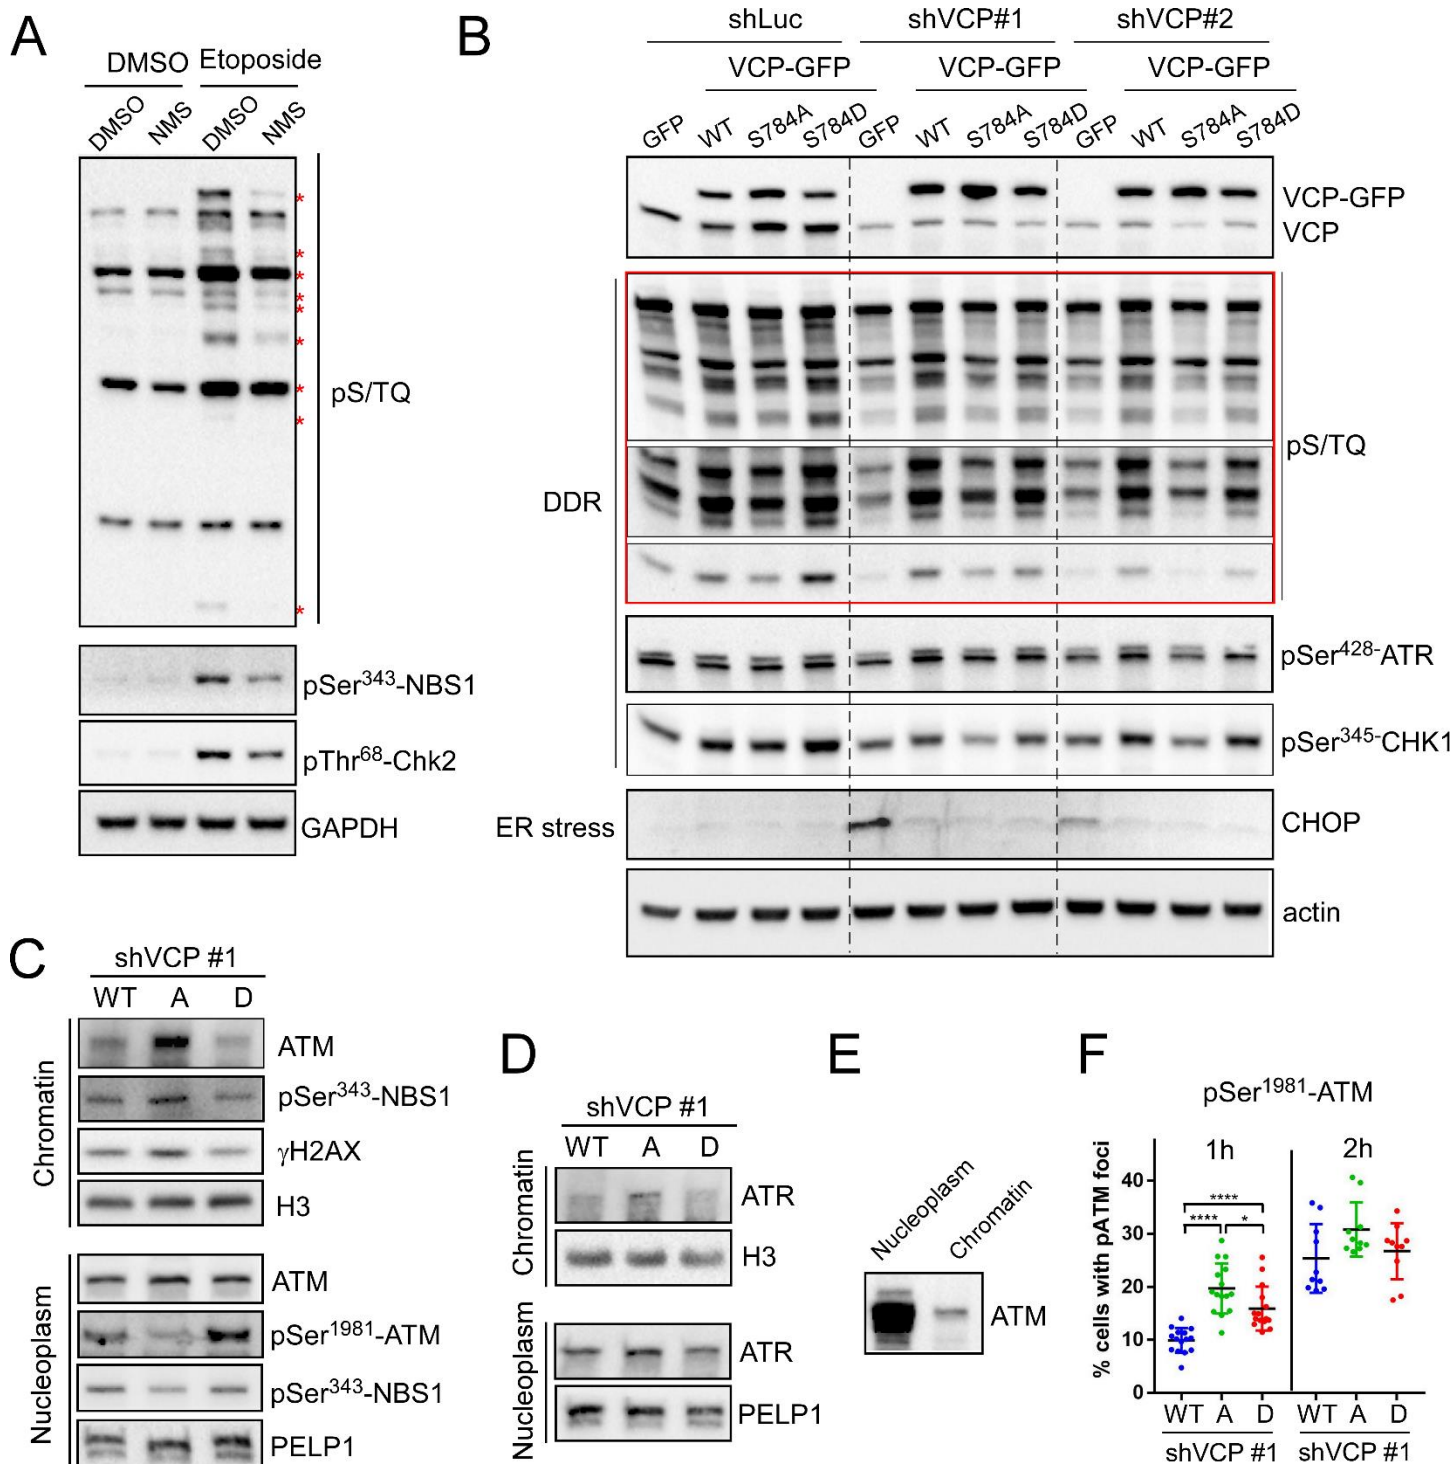 A
DMSO Etoposide
DMSO NMS DMSO NMS
*
*
*
*
*
*
*
*
*
pS/TQ
pSer343-NBS1
pThr68-Chk2
GAPDH
B
shLuc shVCP#1 shVCP#2
VCP-GFP VCP-GFP VCP-GFP
GFP WT S784A S784D GFP WT S784A S784D GFP WT S784A S784D
VCP-GFP
VCP
DDR
pS/TQ
pSer428-ATR
pSer345-CHK1
ER stress
CHOP
actin
C
shVCP #1
WT A D
Chromatin
ATM
pSer343-NBS1
γH2AX
H3
Nucleoplasm
ATM
pSer1981-ATM
pSer343-NBS1
PELP1
D
shVCP #1
WT A D
Chromatin
ATR
H3
Nucleoplasm
ATR
PELP1
E
Nucleoplasm Chromatin
ATM
F
pSer1981-ATM
1h 2h
% cells with pATM foci
40
30
20
10
0
****
**** *
WT A D WT A D
shVCP #1 shVCP #1